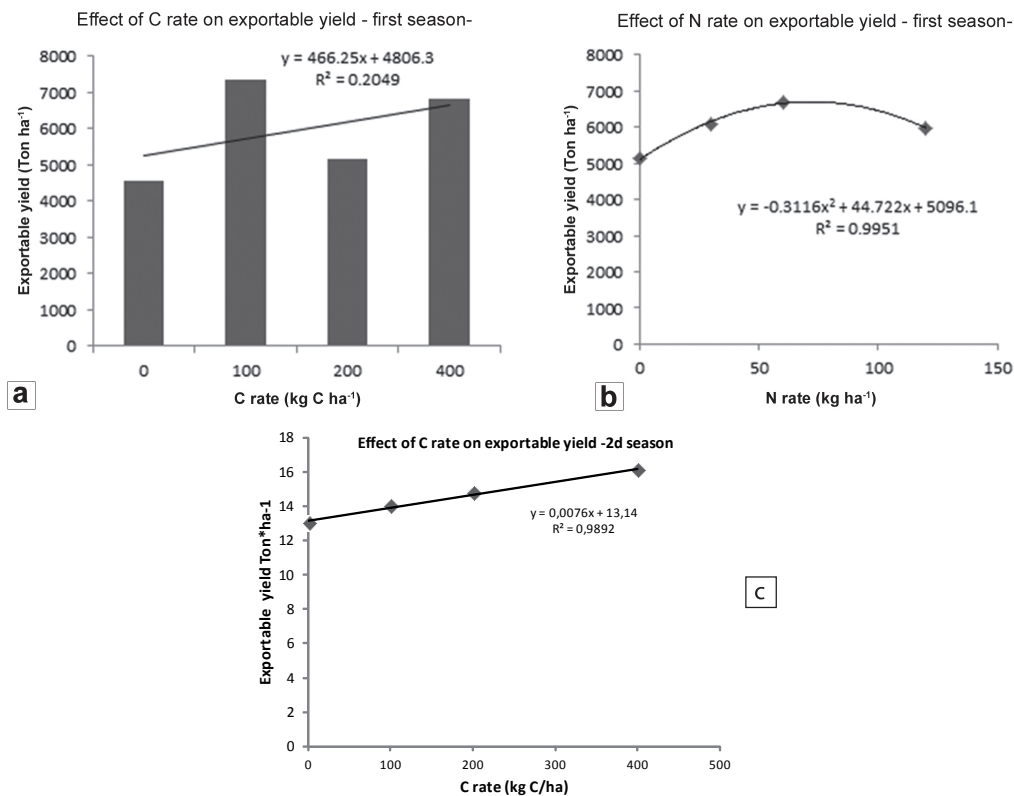 Effect of C rate on exportable yield - first season-
y = 466.25x + 4806.3
R² = 0.2049
Exportable yield (Ton ha⁻¹)
8000
7000
6000
5000
4000
3000
2000
1000
0
0 100 200 400
C rate (kg C ha⁻¹)
a
Effect of N rate on exportable yield - first season-
Exportable yield (Ton ha⁻¹)
8000
7000
6000
5000
4000
3000
2000
1000
0
y = -0.3116x² + 44.722x + 5096.1
R² = 0.9951
0 50 100 150
N rate (kg ha⁻¹)
b
Effect of C rate on exportable yield -2d season
Exportable yield Ton*ha-1
18
16
14
12
10
8
6
4
2
0
y = 0,0076x + 13,14
R² = 0,9892
0 100 200 300 400 500
C rate (kg C/ha)
C